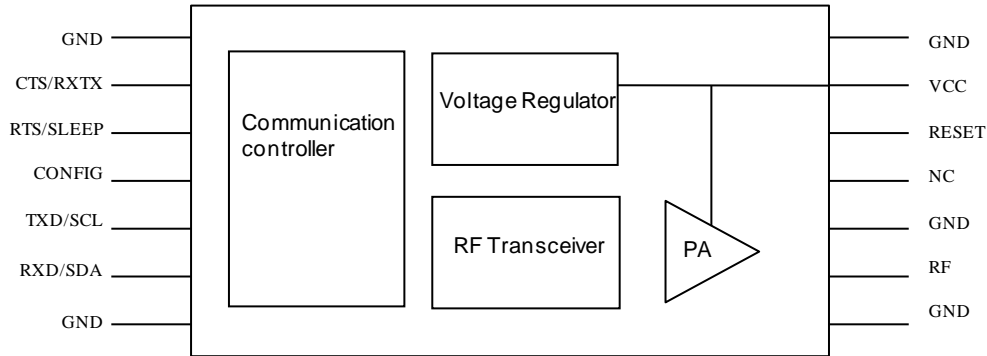 GND
CTS/RXTX
RTS/SLEEP
CONFIG
TXD/SCL
RXD/SDA
GND
Communication
controller
Voltage Regulator
RF Transceiver
PA
GND
VCC
RESET
NC
GND
RF
GND